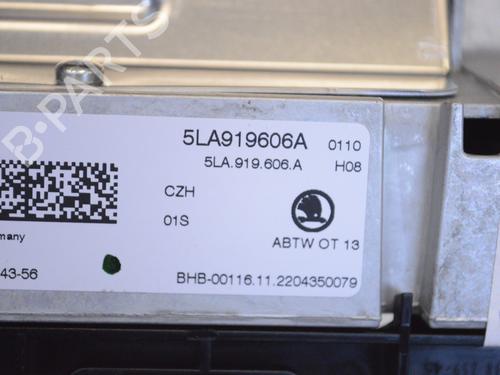 B-PARTS
5LA919606A 0110
5LA.919.606.A H08
CZH
01S
ABTW OT 13
many
43-56
BHB-00116.11.2204350079